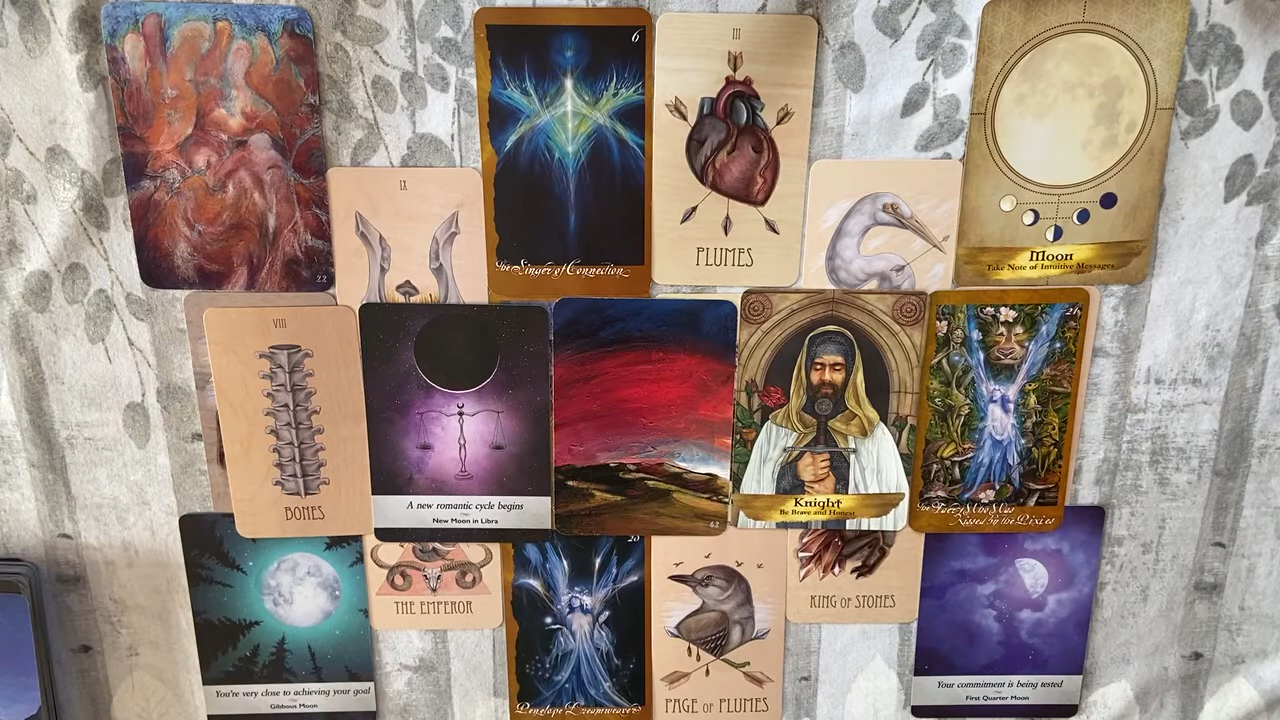 22
IX
6
The Singer of Connection
III
PLUMES
Moon
Take Note of Intuitive Messages
VIII
BONES
A new romantic cycle begins
New Moon in Libra
62
Knight
Be Brave and Honest
21
The Faery Who Was
Kissed by the Pixies
You're very close to achieving your goal
Gibbous Moon
THE EMPEROR
Penelope Dreamweaver
PAGE OF PLUMES
KING OF STONES
Your commitment is being tested
First Quarter Moon